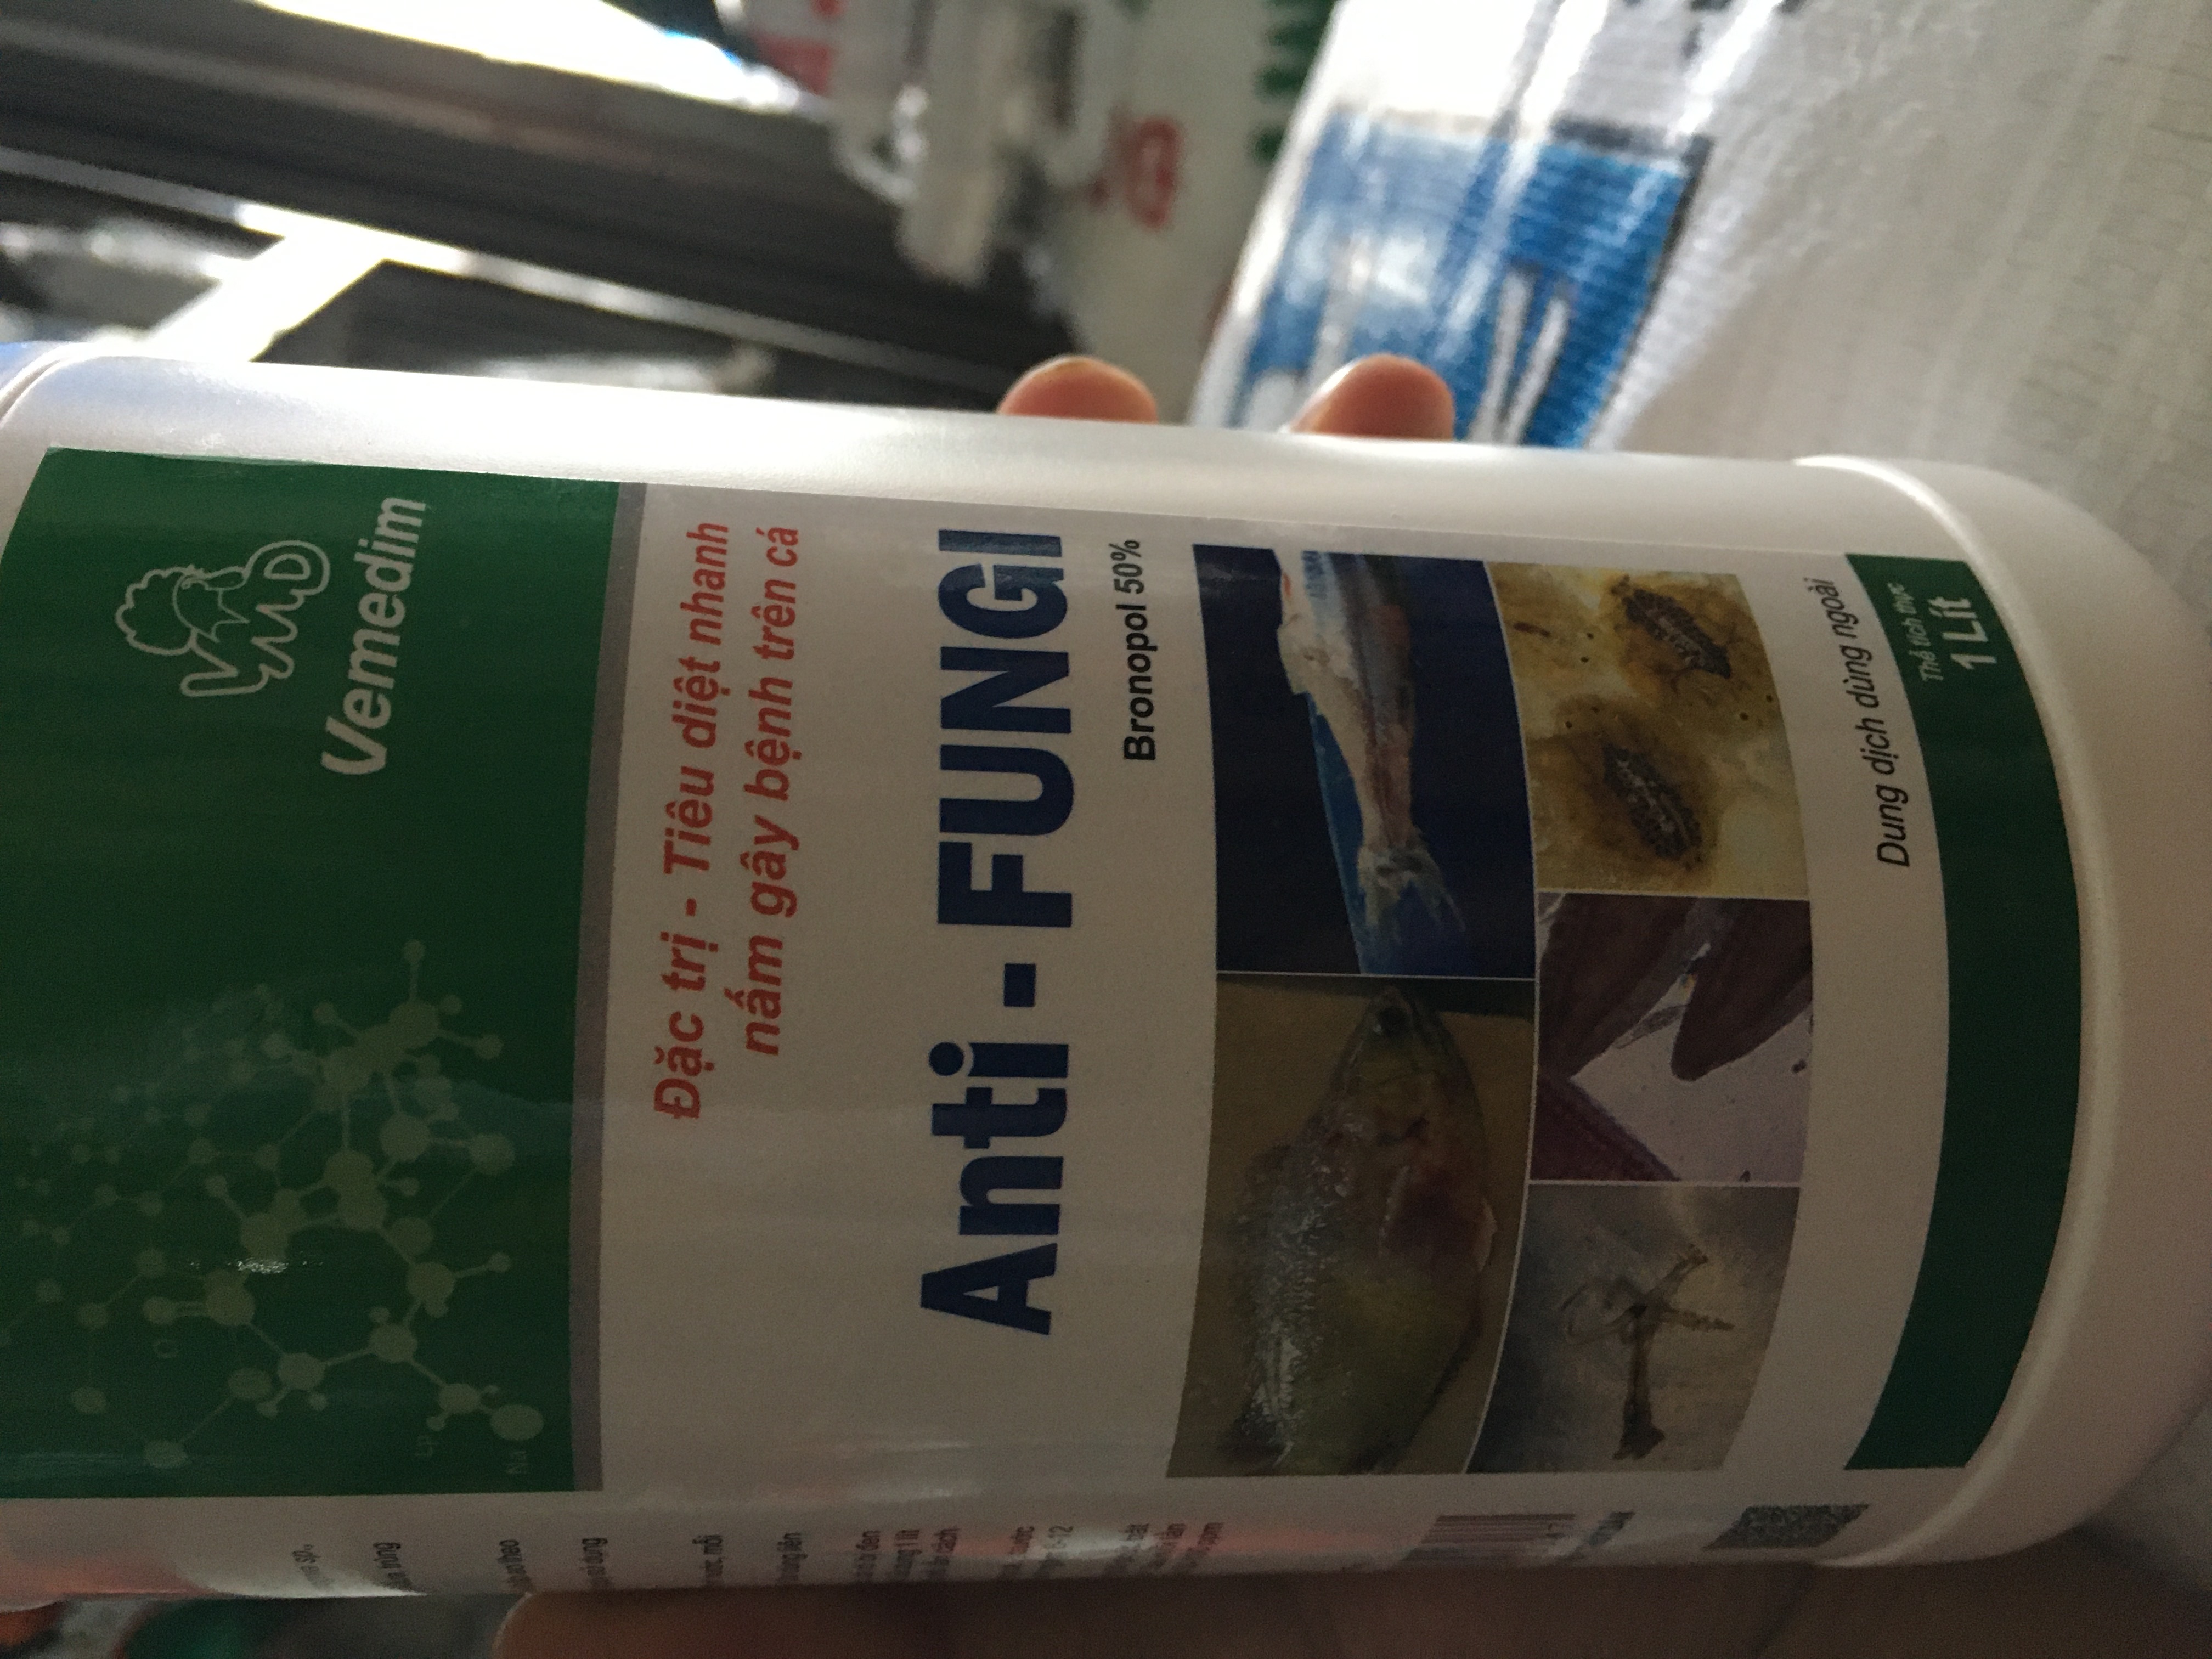 VMD
Vemedim
Đặc trị - Tiêu diệt nhanh
nấm gây bệnh trên cá
Anti - FUNGI
Bronopol 50%
Dung dịch dùng ngoài
Thể tích thực
1 Lít